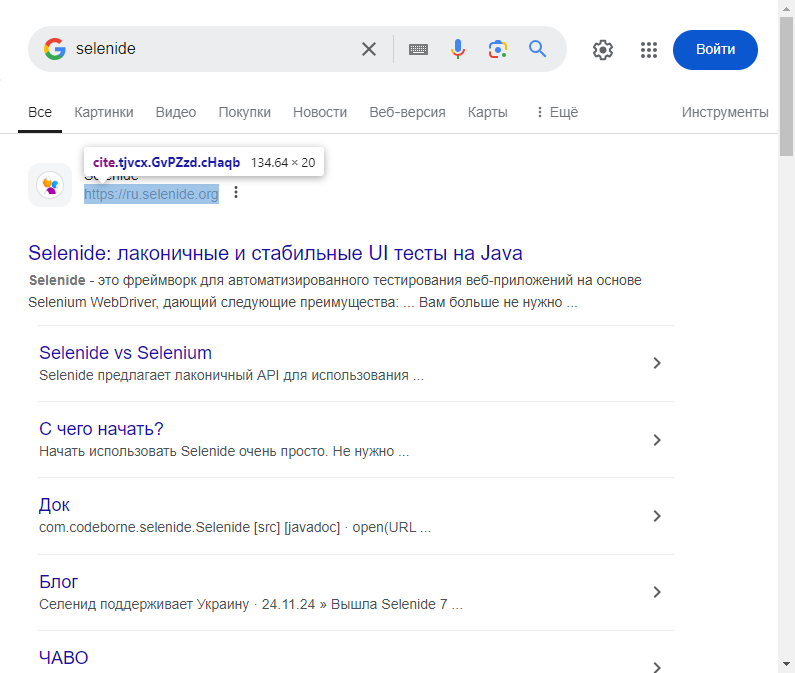 selenide
Войти
Все Картинки Видео Покупки Новости Веб-версия Карты Ещё Инструменты
cite.tjvcx.GvPZzd.cHaqb 134.64 × 20
Selenide
https://ru.selenide.org
Selenide: лаконичные и стабильные UI тесты на Java
Selenide - это фреймворк для автоматизированного тестирования веб-приложений на основе
Selenium WebDriver, дающий следующие преимущества: ... Вам больше не нужно ...
Selenide vs Selenium
Selenide предлагает лаконичный API для использования ...
С чего начать?
Начать использовать Selenide очень просто. Не нужно ...
Док
com.codeborne.selenide.Selenide [src] [javadoc] · open(URL ...
Блог
Селенид поддерживает Украину · 24.11.24 » Вышла Selenide 7 ...
ЧАВО